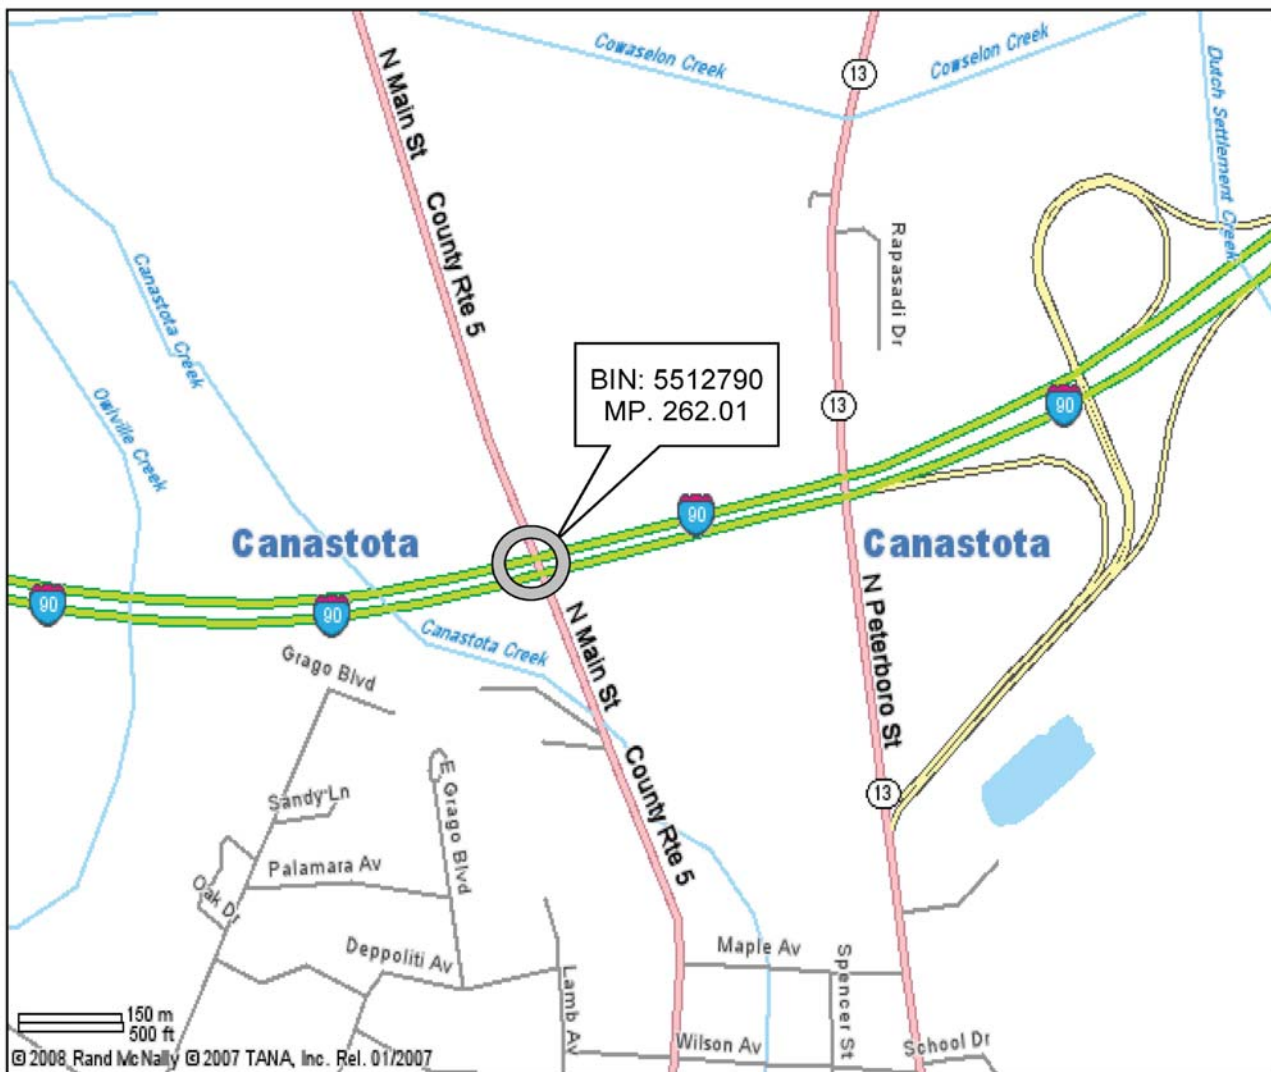 Cowaselon Creek
Cowselon Creek
13
Dutch Settlement Creek
N Main St
County Rte 5
Canastota Creek
Rapasadi Dr
Owlville Creek
BIN: 5512790
MP. 262.01
13
90
90
Canastota
Canastota
90
90
N Main St
Canastota Creek
N Peterboro St
Grago Blvd
County Rte 5
E Grago Blvd
Sandy Ln
13
Palamara Av
Oak Dr
Deppoliti Av
Lamb Av
Maple Av
Spencer St
Wilson Av
School Dr
150 m
500 ft
© 2008 Rand McNally © 2007 TANA, Inc. Rel. 01/2007